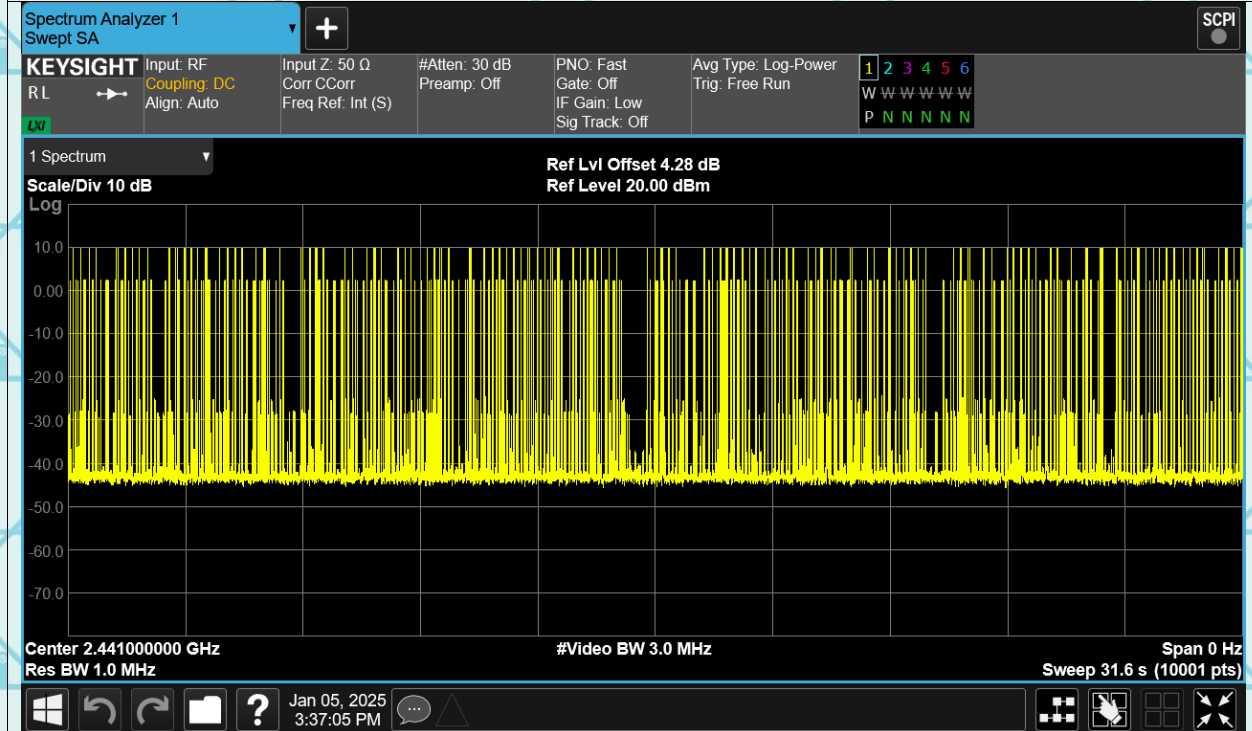 Spectrum Analyzer 1
Swept SA
SCPI
KEYSIGHT
RL
LXI
Input: RF
Coupling: DC
Align: Auto
Input Z: 50 Ω
Corr CCorr
Freq Ref: Int (S)
#Atten: 30 dB
Preamp: Off
PNO: Fast
Gate: Off
IF Gain: Low
Sig Track: Off
Avg Type: Log-Power
Trig: Free Run
1 2 3 4 5 6
W W W W W W
P N N N N N
1 Spectrum
Scale/Div 10 dB
Ref Lvl Offset 4.28 dB
Ref Level 20.00 dBm
Log
10.0
0.00
-10.0
-20.0
-30.0
-40.0
-50.0
-60.0
-70.0
Center 2.441000000 GHz
#Video BW 3.0 MHz
Span 0 Hz
Res BW 1.0 MHz
Sweep 31.6 s (10001 pts)
?
Jan 05, 2025
3:37:05 PM